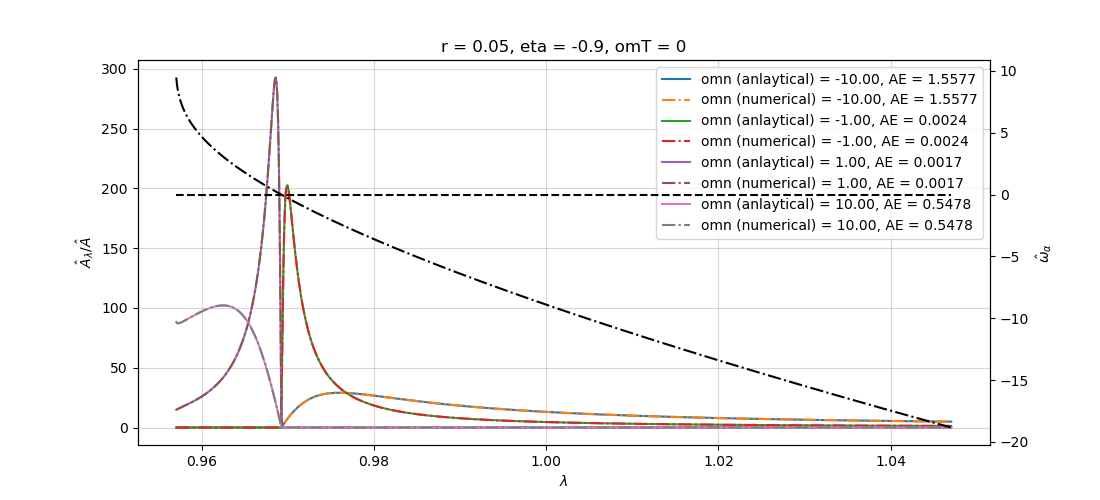 r = 0.05, eta = -0.9, omT = 0
300
250
200
150
100
50
0
Â_λ/Â
10
5
0
−5
−10
−15
−20
ω̂_α
omn (anlaytical) = -10.00, AE = 1.5577
omn (numerical) = -10.00, AE = 1.5577
omn (anlaytical) = -1.00, AE = 0.0024
omn (numerical) = -1.00, AE = 0.0024
omn (anlaytical) = 1.00, AE = 0.0017
omn (numerical) = 1.00, AE = 0.0017
omn (anlaytical) = 10.00, AE = 0.5478
omn (numerical) = 10.00, AE = 0.5478
0.96 0.98 1.00 1.02 1.04
λ